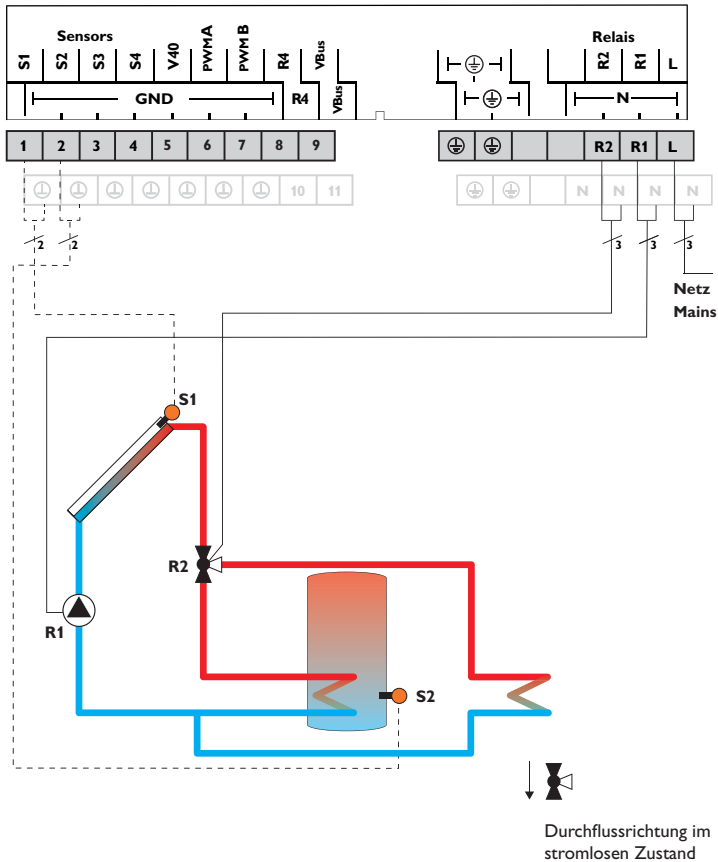 Sensors
Relais
S1 S2 S3 S4 V40 PWM A PWM B R4 VBus
R2 R1 L
GND R4 VBus
N
1 2 3 4 5 6 7 8 9
R2 R1 L
10 11
N N N N
2 2
3 3 3
Netz
Mains
S1
R2
R1
S2
Durchflussrichtung im
stromlosen Zustand